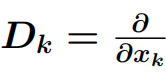 D_k = ∂/∂x_k